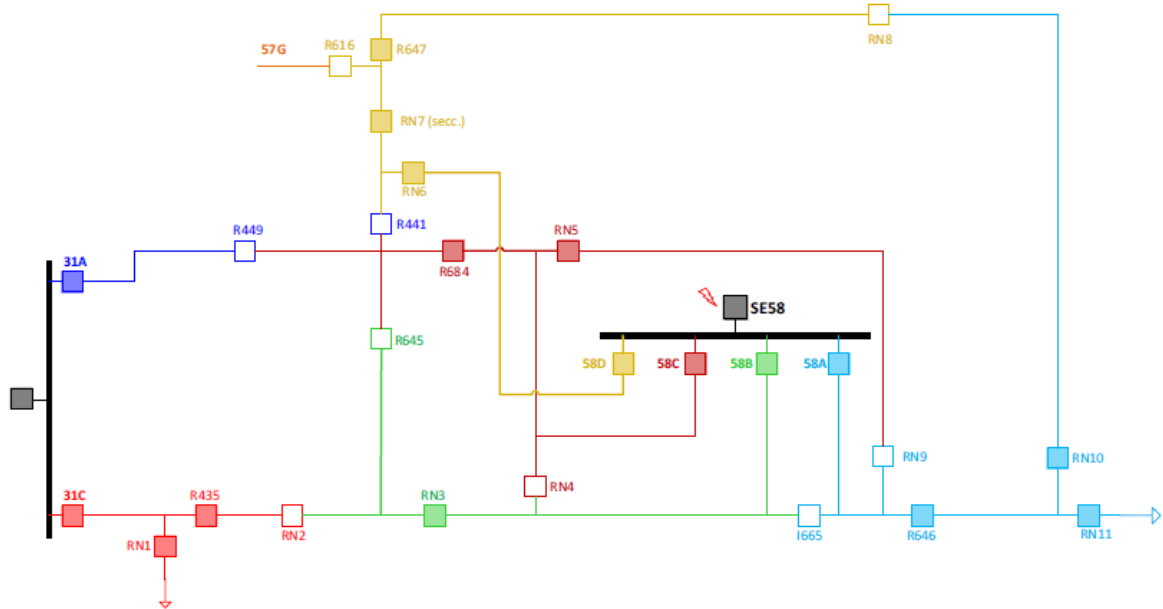 RN8
57G
R616
R647
RN7 (secc.)
RN6
R449
R441
RN5
31A
R684
SE58
R645
58D
58C
58B
58A
RN9
RN10
31C
R435
RN3
RN4
RN1
RN2
I665
R646
RN11